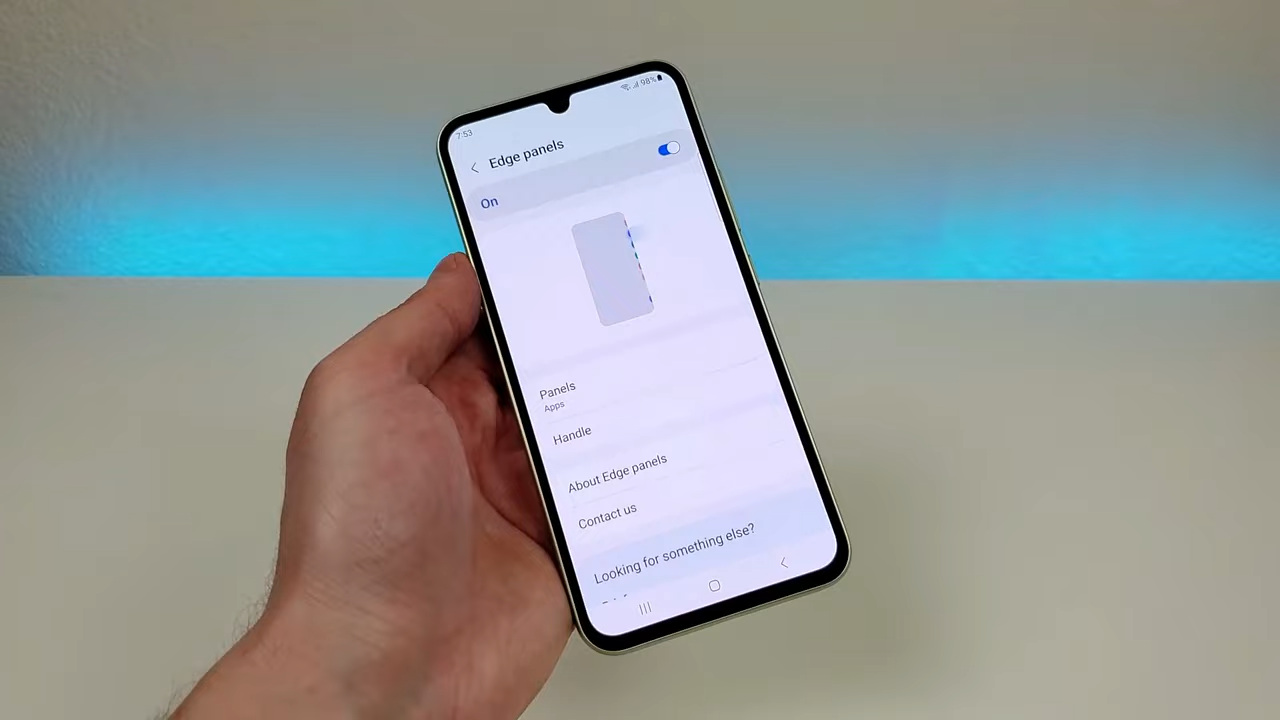 7:53
98%
Edge panels
On
Panels
Apps
Handle
About Edge panels
Contact us
Looking for something else?